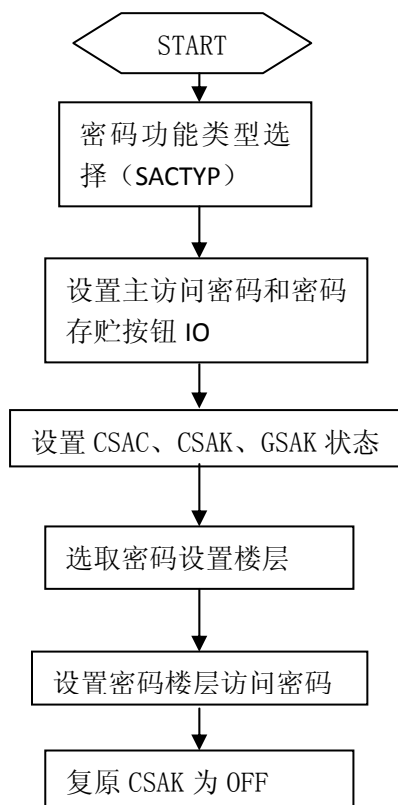 START
密码功能类型选
择（SACTYP）
设置主访问密码和密码
存贮按钮 IO
设置 CSAC、CSAK、GSAK 状态
选取密码设置楼层
设置密码楼层访问密码
复原 CSAK 为 OFF